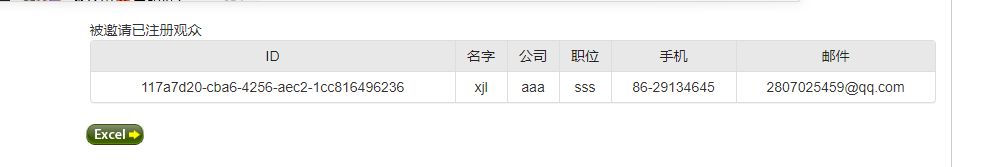 被邀请已注册观众
ID 名字 公司 职位 手机 邮件
117a7d20-cba6-4256-aec2-1cc816496236 xjl aaa sss 86-29134645 2807025459@qq.com
Excel